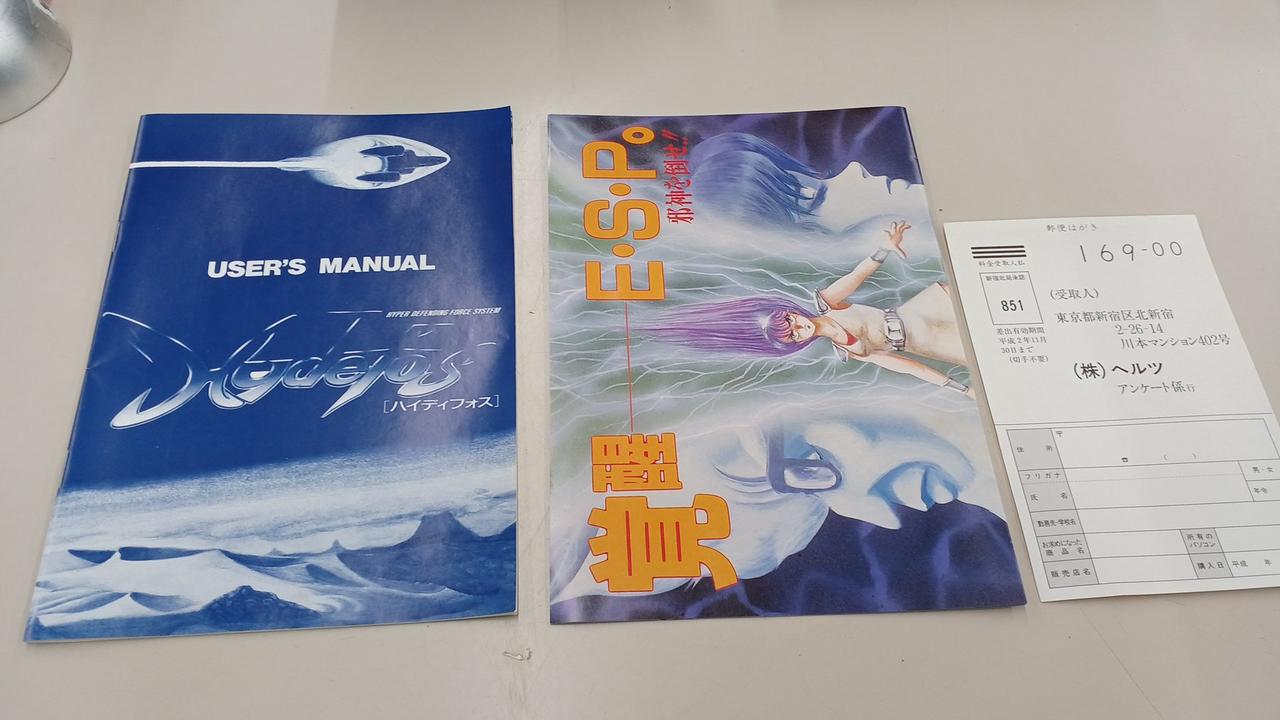 USER'S MANUAL
HYPER DEFENDING FORCE SYSTEM
Hydefos
[ハイディフォス]
覚醒
E・S・P。
邪神を倒せ!!
郵便はがき
169-00
料金受取人払
新宿北局承認
851
差出有効期間
平成2年11月
30日まで
(切手不要)
(受取人)
東京都新宿区北新宿
2-26-14
川本マンション402号
(株)ヘルツ
アンケート係行
住所
〒
☎ ( )
フリガナ
男・女
氏名
年令
勤務先・学校名
お求めになった
商品名
所有の
パソコン
販売店名
購入日
平成 年